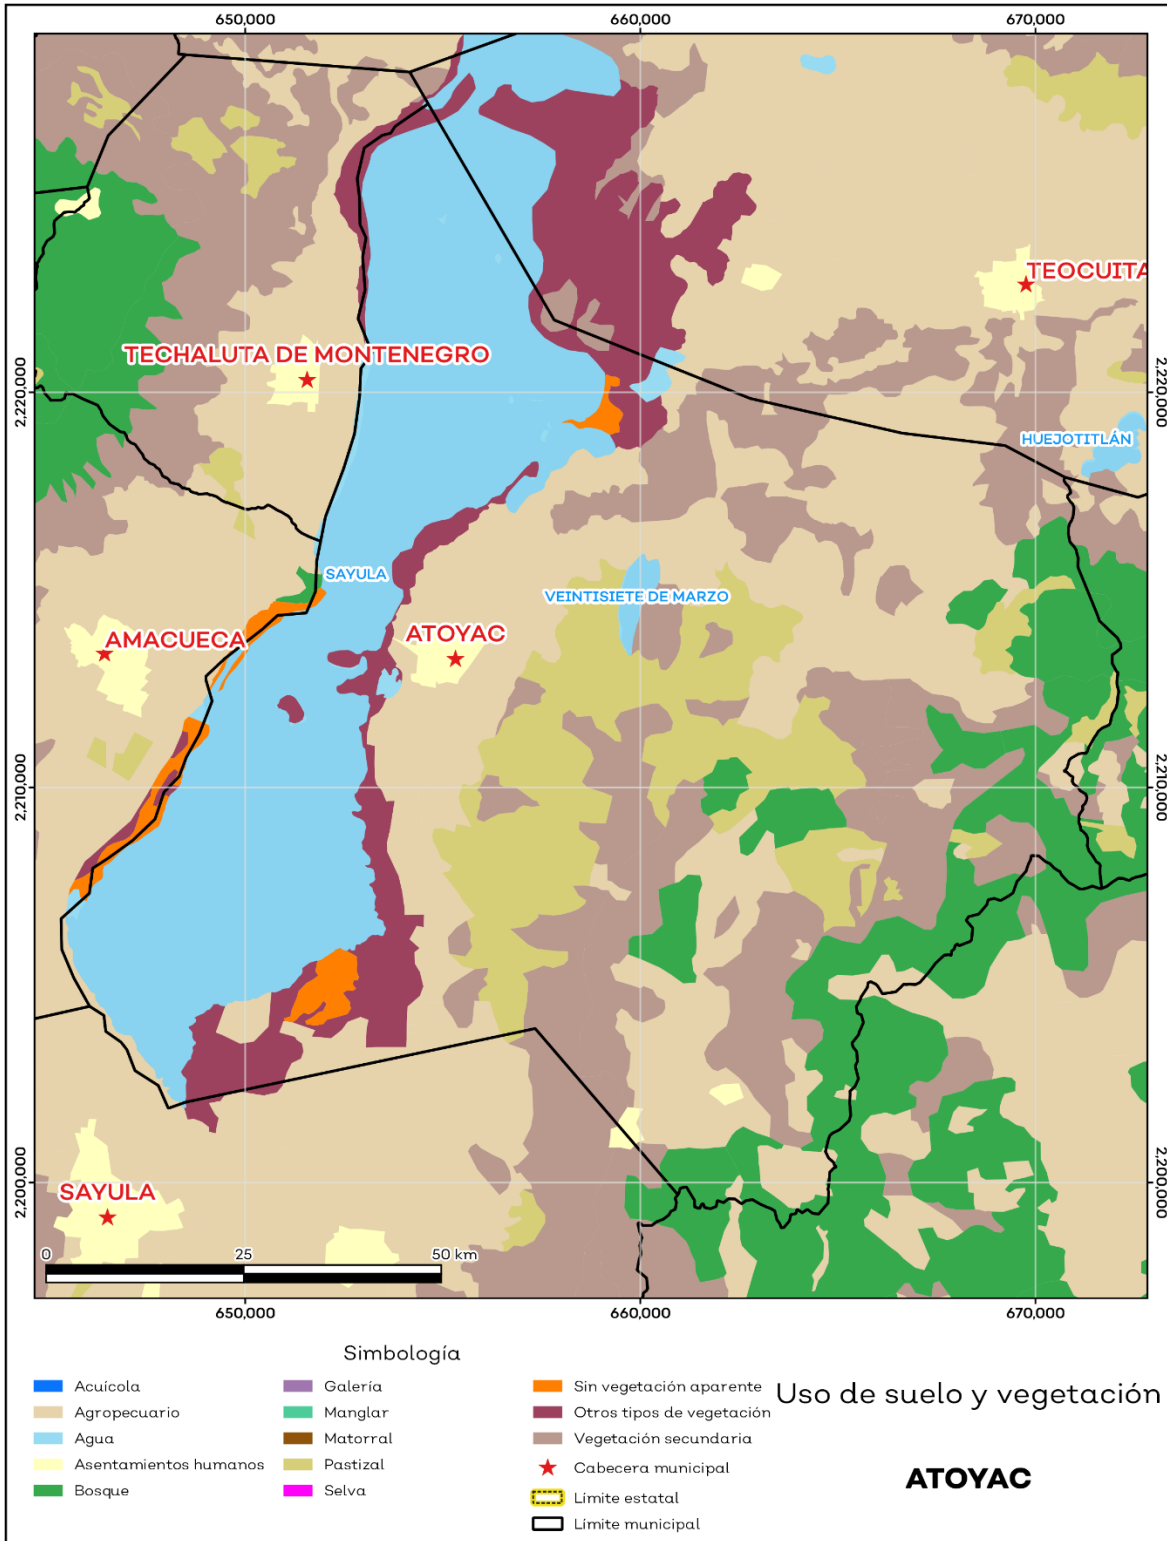 650,000
660,000
670,000
TEOCUITA
TECHALUTA DE MONTENEGRO
2,220,000
2,220,000
HUEJOTITLÁN
SAYULA
VEINTISIETE DE MARZO
AMACUECA
ATOYAC
2,210,000
2,210,000
2,200,000
2,200,000
SAYULA
0 25 50 km
650,000
660,000
670,000
Simbología
Acuícola
Agropecuario
Agua
Asentamientos humanos
Bosque
Galería
Manglar
Matorral
Pastizal
Selva
Sin vegetación aparente
Otros tipos de vegetación
Vegetación secundaria
Cabecera municipal
Límite estatal
Límite municipal
Uso de suelo y vegetación
ATOYAC